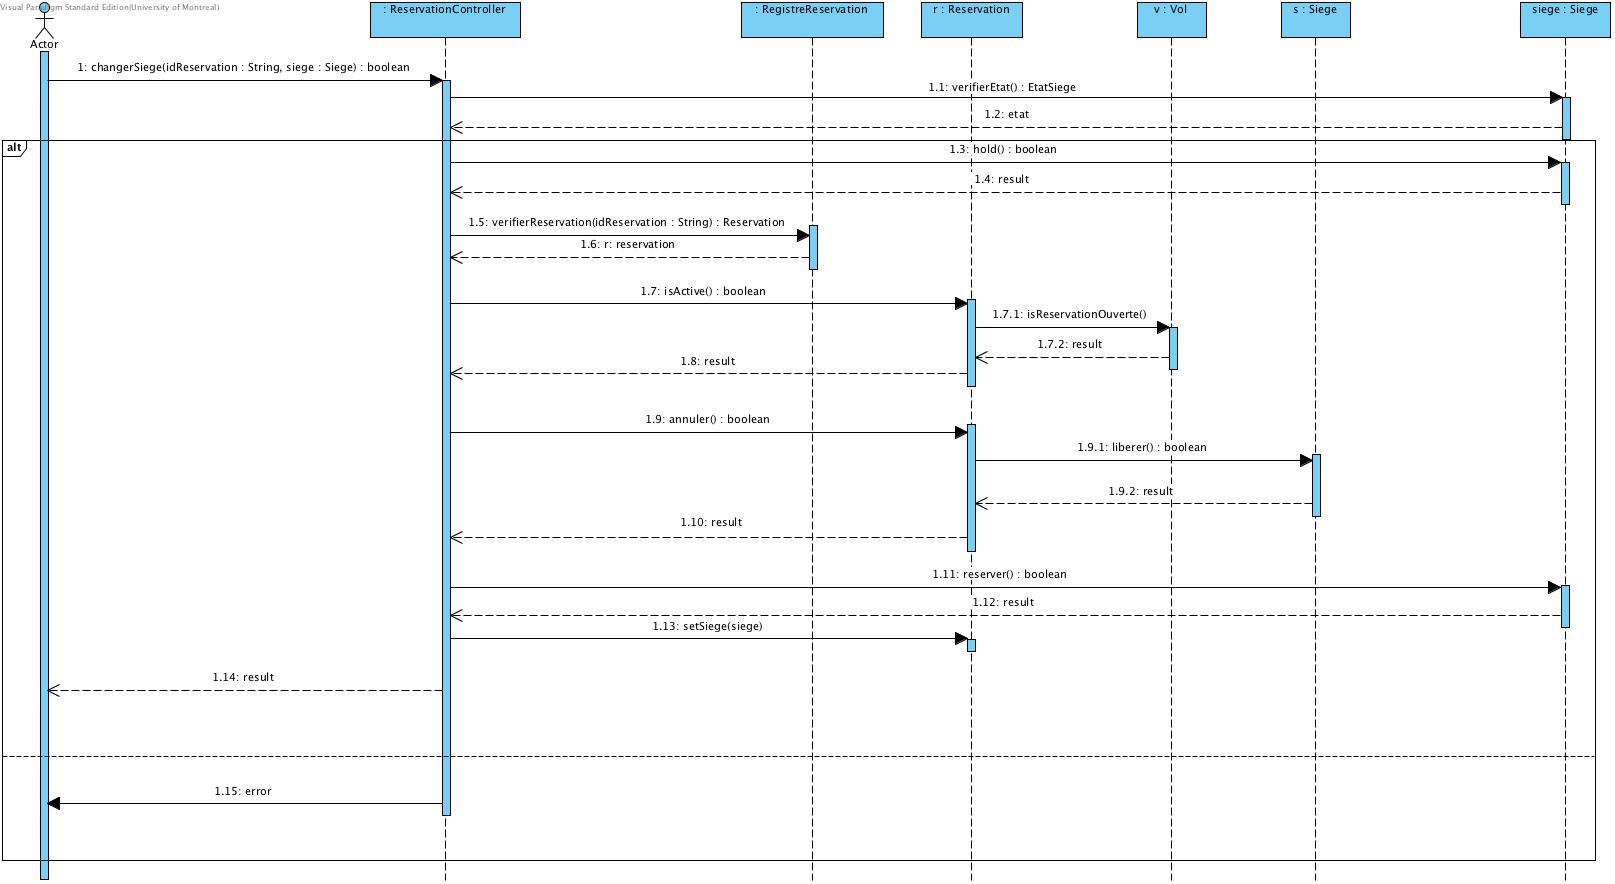 Visual Paradigm Standard Edition(University of Montreal)
Actor
: ReservationController
: RegistreReservation
r : Reservation
v : Vol
s : Siege
siege : Siege
1: changerSiege(idReservation : String, siege : Siege) : boolean
1.1: verifierEtat() : EtatSiege
1.2: etat
alt
1.3: hold() : boolean
1.4: result
1.5: verifierReservation(idReservation : String) : Reservation
1.6: r: reservation
1.7: isActive() : boolean
1.7.1: isReservationOuverte()
1.7.2: result
1.8: result
1.9: annuler() : boolean
1.9.1: liberer() : boolean
1.9.2: result
1.10: result
1.11: reserver() : boolean
1.12: result
1.13: setSiege(siege)
1.14: result
1.15: error